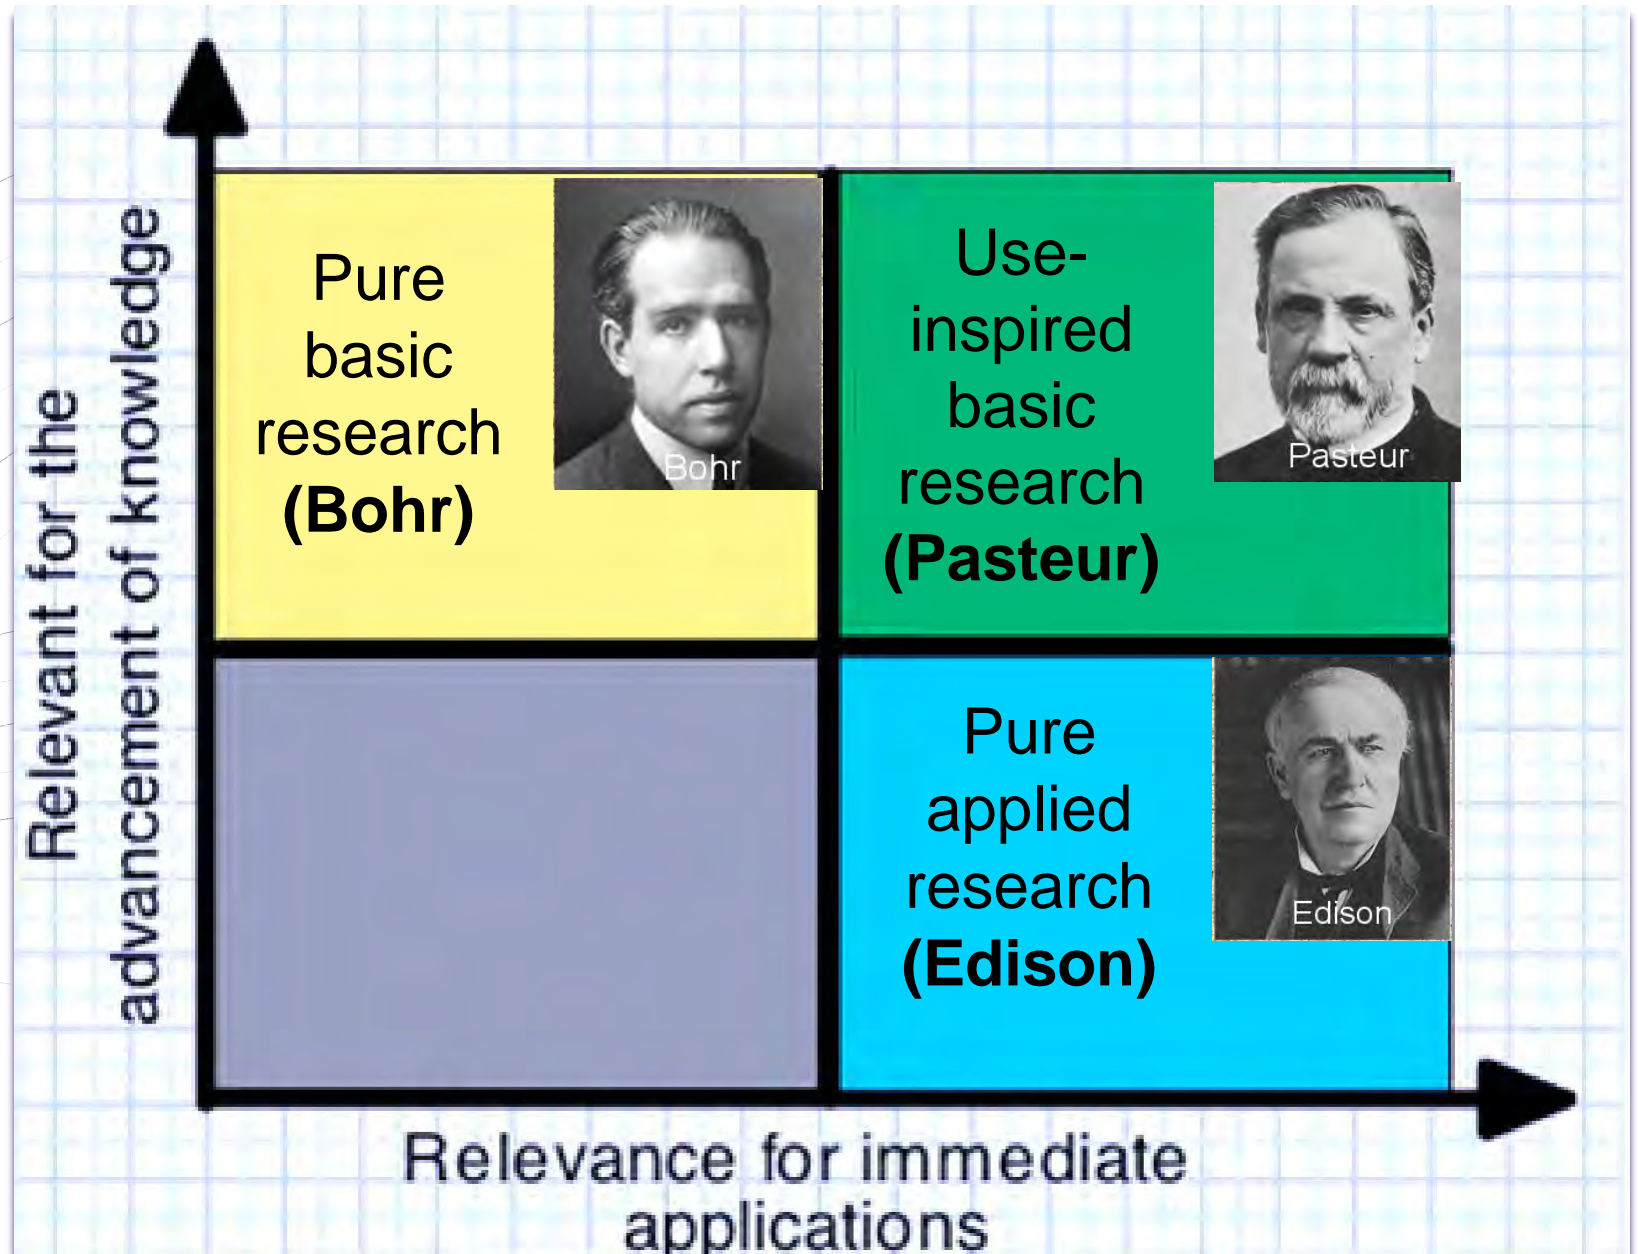 Relevant for the
advancement of knowledge
Pure
basic
research
(Bohr)
Bohr
Use-
inspired
basic
research
(Pasteur)
Pasteur
Pure
applied
research
(Edison)
Edison
Relevance for immediate
applications